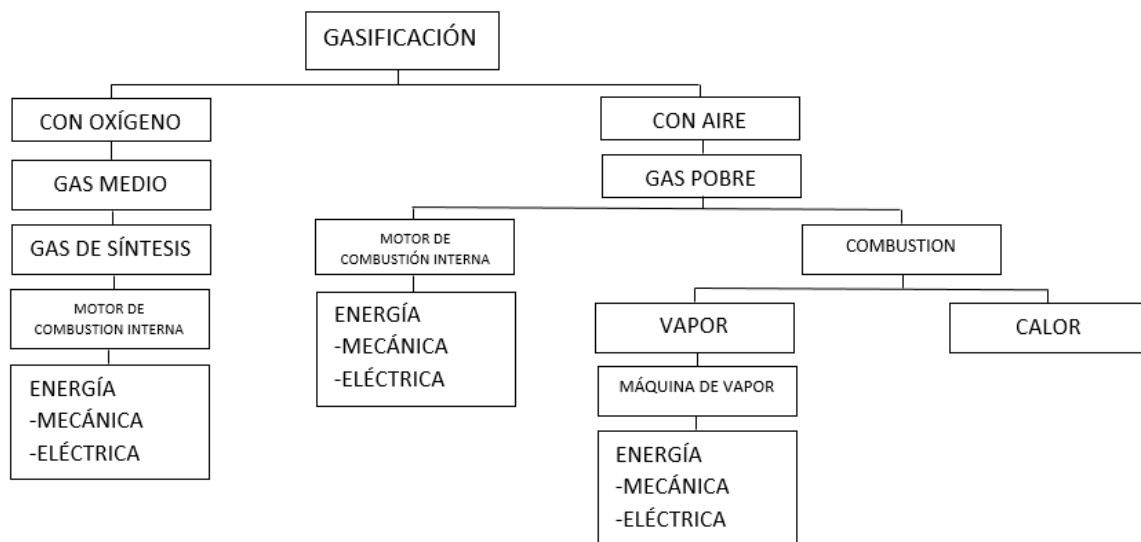 GASIFICACIÓN
CON OXÍGENO
CON AIRE
GAS MEDIO
GAS POBRE
GAS DE SÍNTESIS
MOTOR DE
COMBUSTIÓN INTERNA
COMBUSTION
MOTOR DE
COMBUSTION INTERNA
ENERGÍA
-MECÁNICA
-ELÉCTRICA
VAPOR
CALOR
ENERGÍA
-MECÁNICA
-ELÉCTRICA
MÁQUINA DE VAPOR
ENERGÍA
-MECÁNICA
-ELÉCTRICA